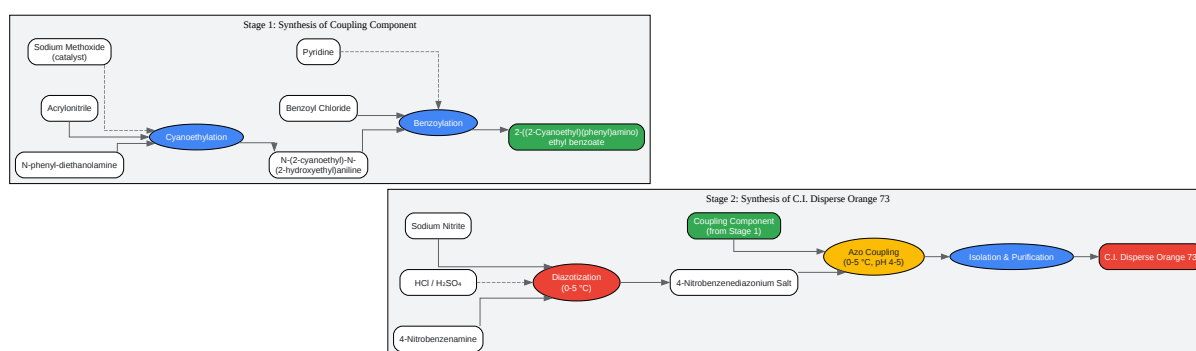 Stage 1: Synthesis of Coupling Component
Sodium Methoxide
(catalyst)
Pyridine
Acrylonitrile
Benzoyl Chloride
Cyanoethylation
Benzoylation
2-((2-Cyanoethyl)(phenyl)amino)
ethyl benzoate
N-phenyl-diethanolamine
N-(2-cyanoethyl)-N-
(2-hydroxyethyl)aniline
Stage 2: Synthesis of C.I. Disperse Orange 73
Sodium Nitrite
Coupling Component
(from Stage 1)
Azo Coupling
(0-5 °C, pH 4-5)
Isolation & Purification
C.I. Disperse Orange 73
HCl / H₂SO₄
Diazotization
(0-5 °C)
4-Nitrobenzenediazonium Salt
4-Nitrobenzenamine